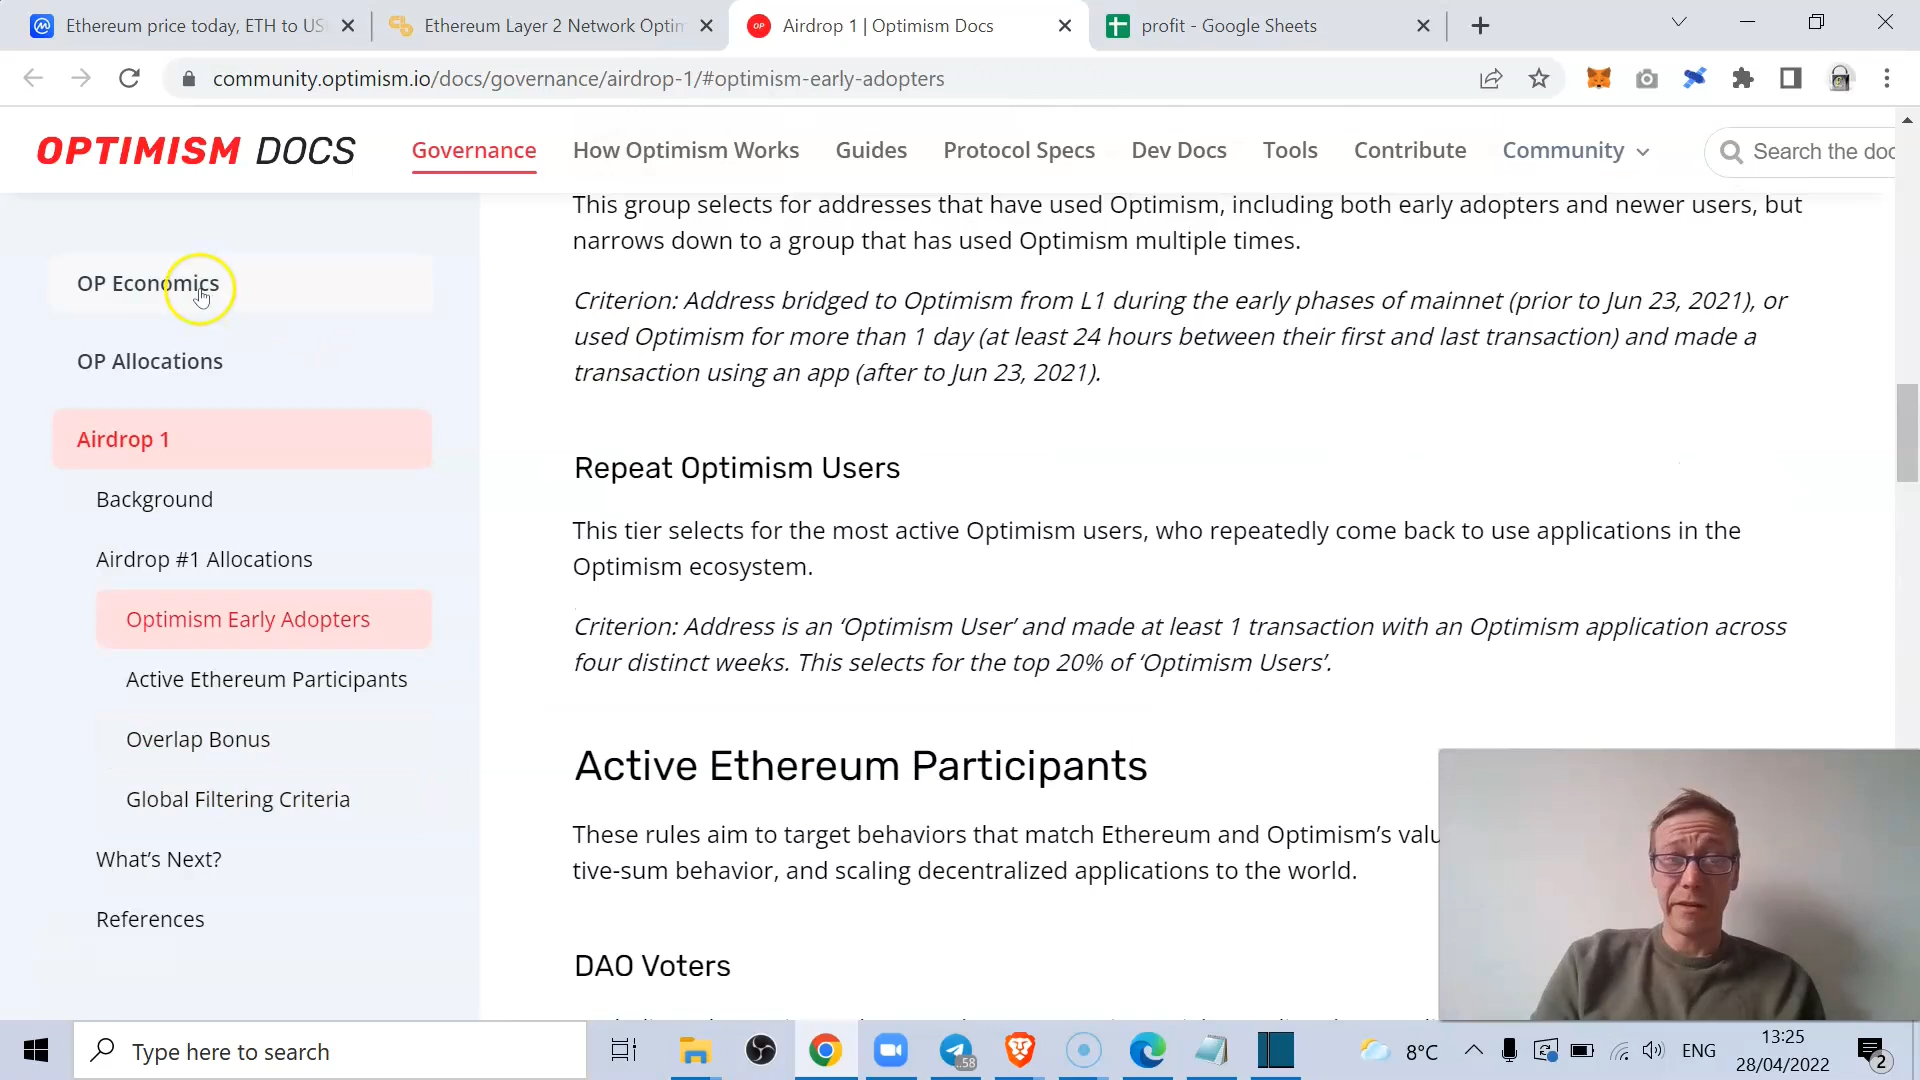 Ethereum price today, ETH to US
Ethereum Layer 2 Network Optim
OP
Airdrop 1 | Optimism Docs
profit - Google Sheets
community.optimism.io/docs/governance/airdrop-1/#optimism-early-adopters
OPTIMISM DOCS
Governance
How Optimism Works
Guides
Protocol Specs
Dev Docs
Tools
Contribute
Community
Search the doc
OP Economics
OP Allocations
Airdrop 1
Background
Airdrop #1 Allocations
Optimism Early Adopters
Active Ethereum Participants
Overlap Bonus
Global Filtering Criteria
What's Next?
References
This group selects for addresses that have used Optimism, including both early adopters and newer users, but
narrows down to a group that has used Optimism multiple times.
Criterion: Address bridged to Optimism from L1 during the early phases of mainnet (prior to Jun 23, 2021), or
used Optimism for more than 1 day (at least 24 hours between their first and last transaction) and made a
transaction using an app (after to Jun 23, 2021).
Repeat Optimism Users
This tier selects for the most active Optimism users, who repeatedly come back to use applications in the
Optimism ecosystem.
Criterion: Address is an ‘Optimism User’ and made at least 1 transaction with an Optimism application across
four distinct weeks. This selects for the top 20% of ‘Optimism Users’.
Active Ethereum Participants
These rules aim to target behaviors that match Ethereum and Optimism’s valu
tive-sum behavior, and scaling decentralized applications to the world.
DAO Voters
Type here to search
58
8°C
ENG
13:25
28/04/2022
2